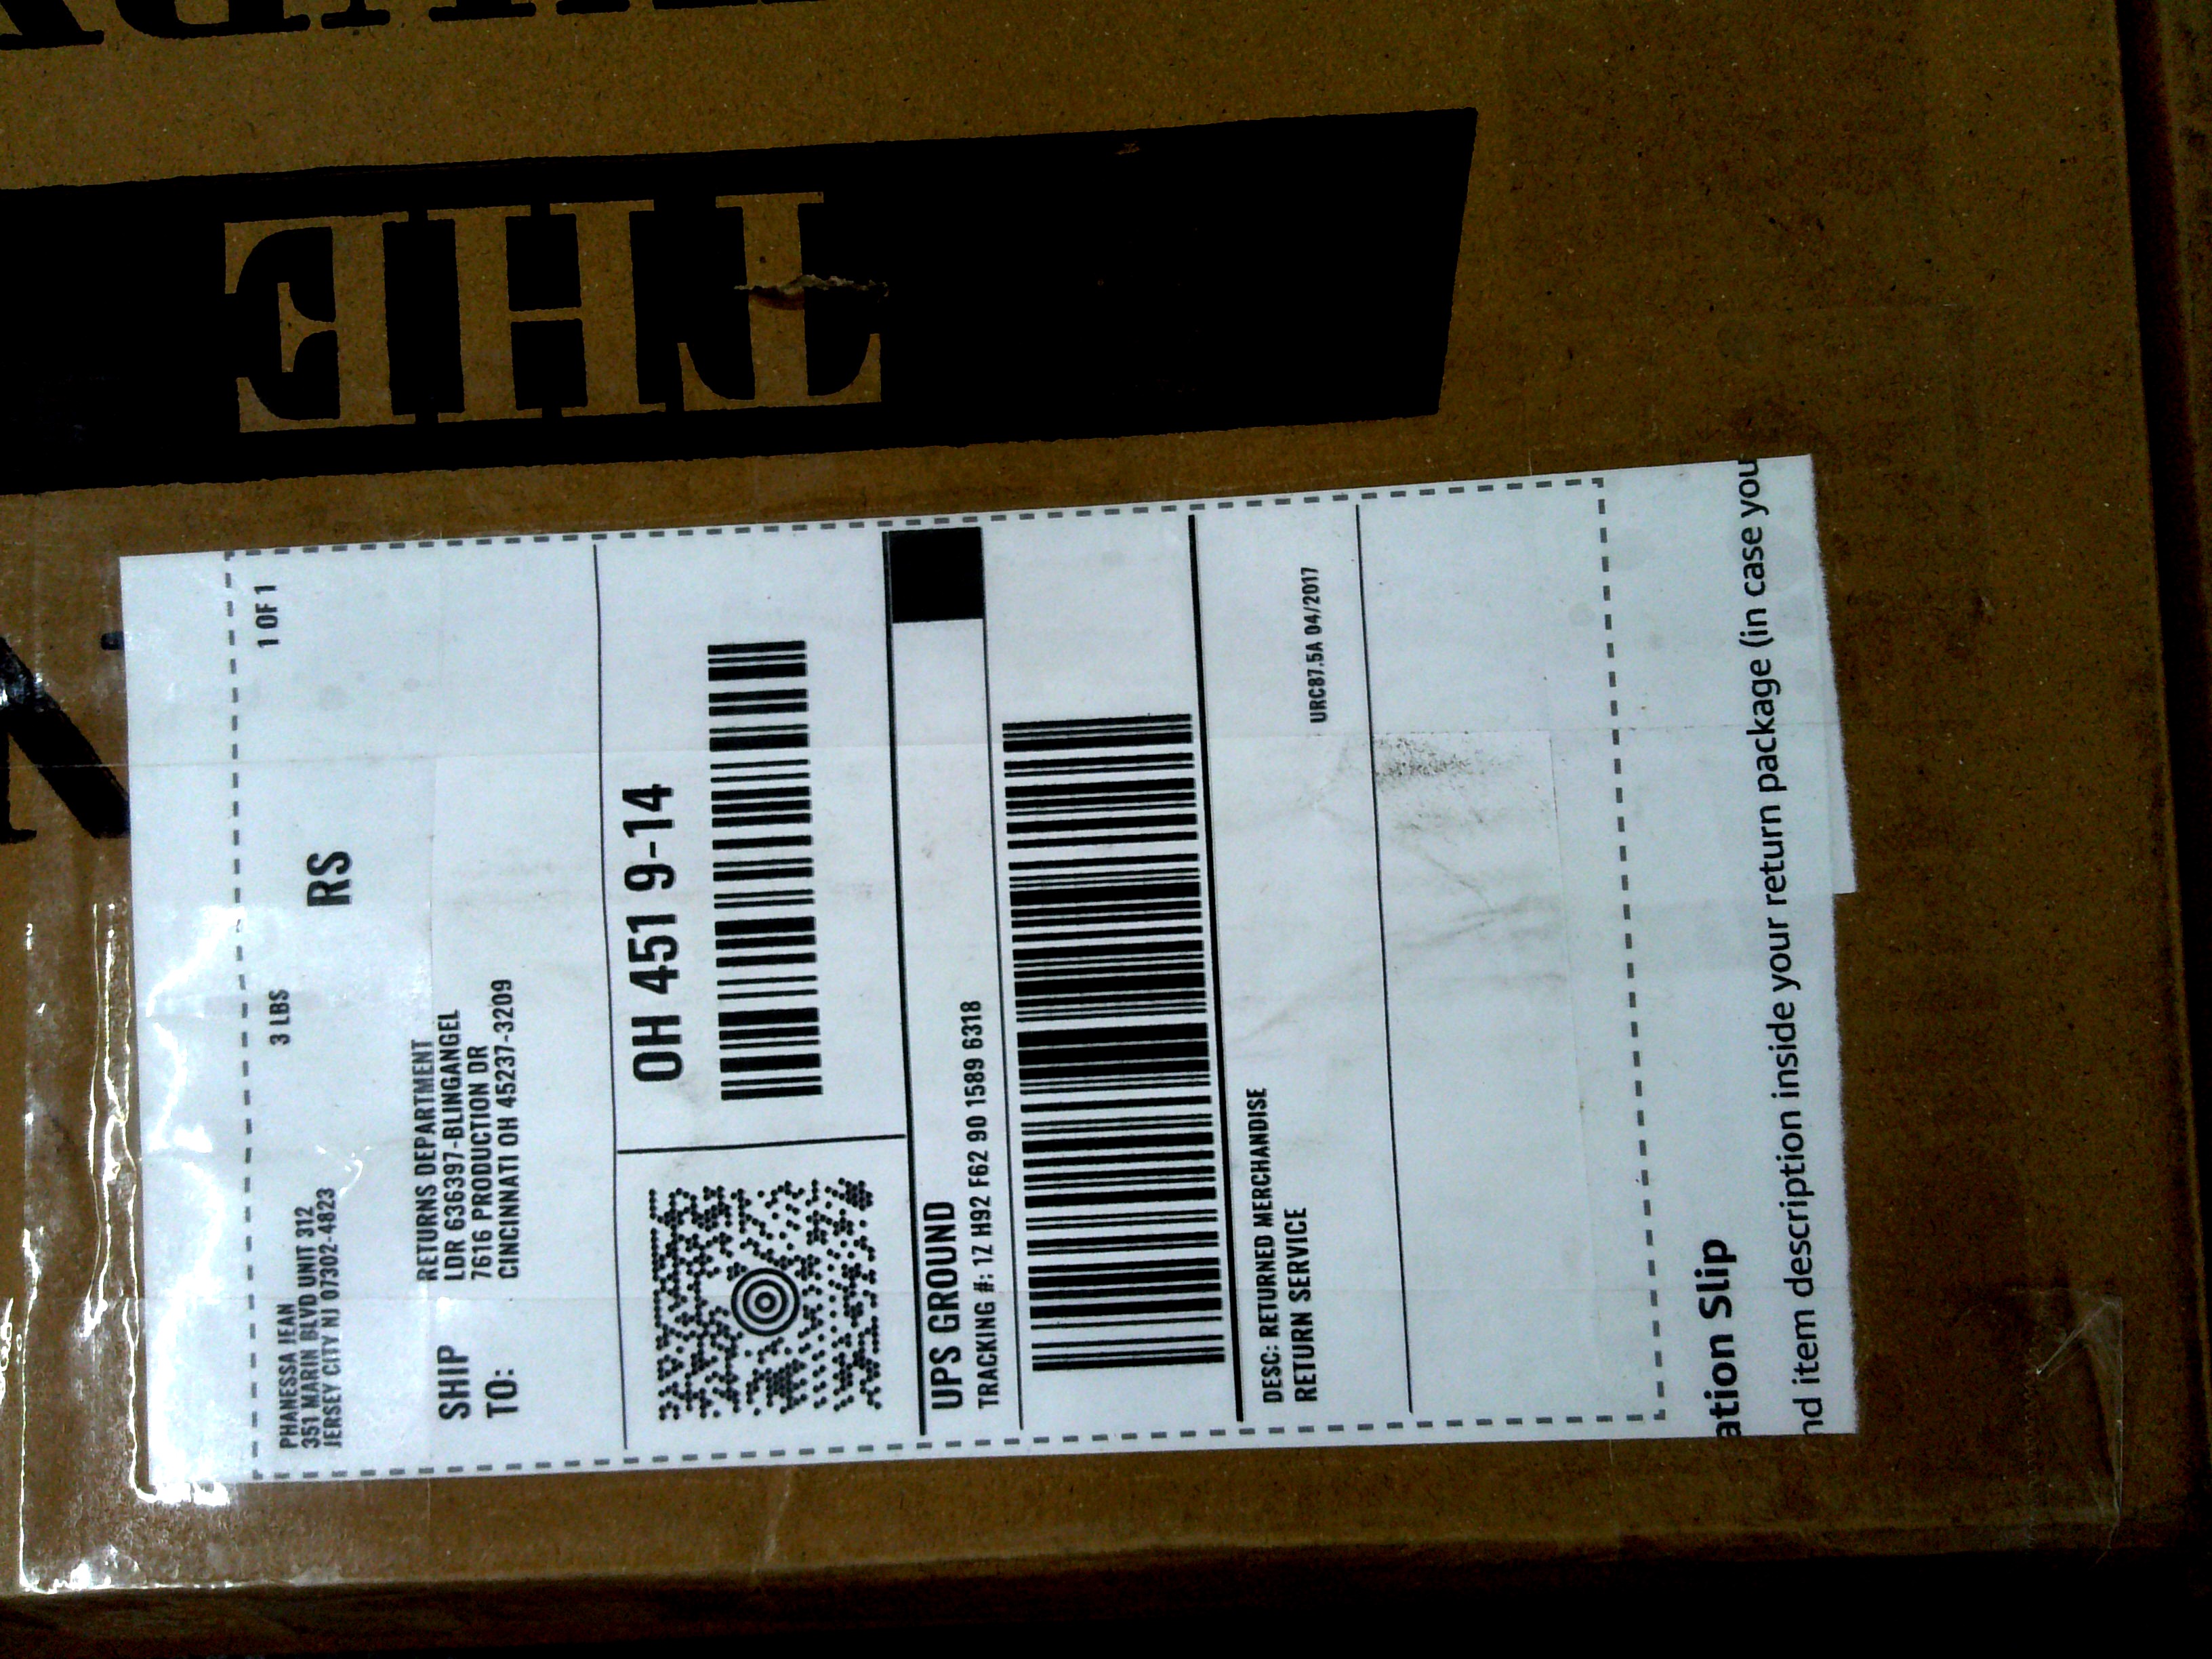 THE
PHANESSA JEAN
351 MARIN BLVD UNIT 312
JERSEY CITY NJ 07302-4823
3 LBS
1 OF 1
RS
SHIP
TO:
RETURNS DEPARTMENT
LDR 636397-BLINGANGEL
7616 PRODUCTION DR
CINCINNATI OH 45237-3209
OH 451 9-14
UPS GROUND
TRACKING #: 1Z H92 F62 90 1589 6318
DESC: RETURNED MERCHANDISE
RETURN SERVICE
URC87.5A 04/2017
ation Slip
nd item description inside your return package (in case you